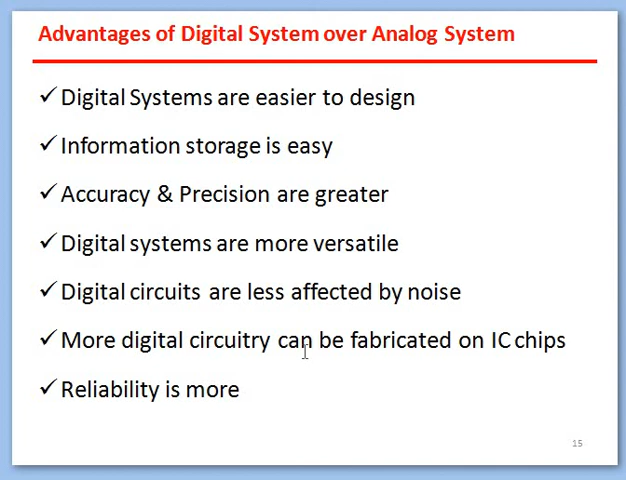 Advantages of Digital System over Analog System
✓ Digital Systems are easier to design
✓ Information storage is easy
✓ Accuracy & Precision are greater
✓ Digital systems are more versatile
✓ Digital circuits are less affected by noise
✓ More digital circuitry can be fabricated on IC chips
✓ Reliability is more
15